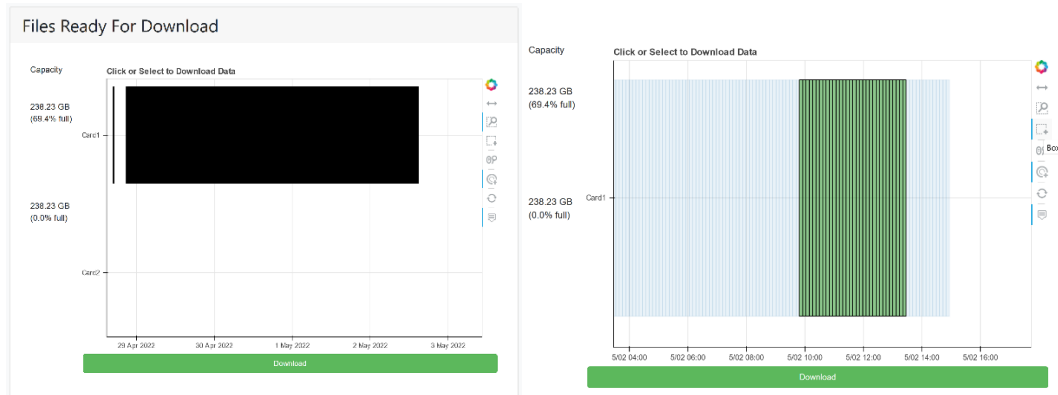 Files Ready For Download
Capacity
Click or Select to Download Data
238.23 GB
(69.4% full)
Card1
238.23 GB
(0.0% full)
Card2
29 Apr 2022
30 Apr 2022
1 May 2022
2 May 2022
3 May 2022
Download
Capacity
Click or Select to Download Data
238.23 GB
(69.4% full)
Box
238.23 GB
(0.0% full)
Card1
5/02 04:00
5/02 06:00
5/02 08:00
5/02 10:00
5/02 12:00
5/02 14:00
5/02 16:00
Download